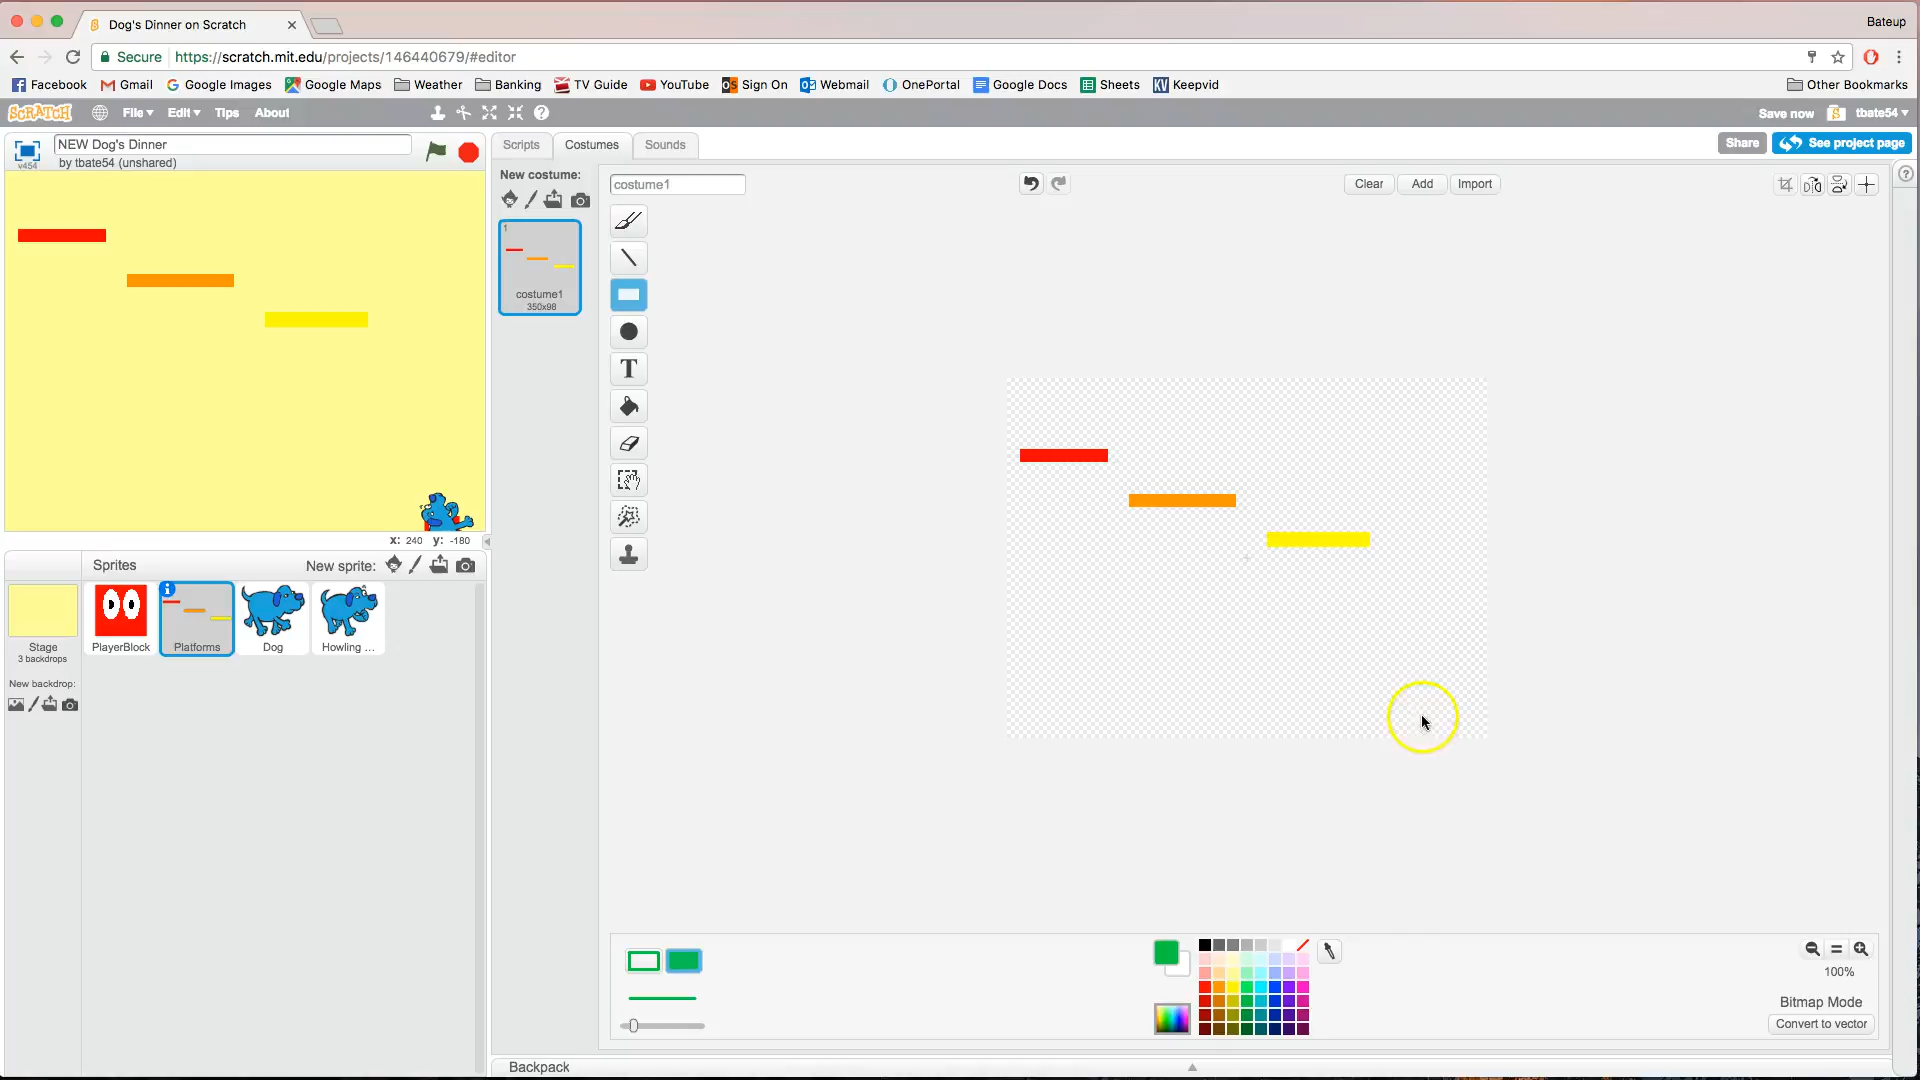 Dog's Dinner on Scratch
Bateup
Secure https://scratch.mit.edu/projects/146440679/#editor
Facebook Gmail Google Images Google Maps Weather Banking TV Guide YouTube Sign On Webmail OnePortal Google Docs Sheets Keepvid Other Bookmarks
SCRATCH File Edit Tips About Save now tbate54
NEW Dog's Dinner
by tbate54 (unshared)
v454
Scripts Costumes Sounds
Share See project page
New costume:
costume1
Clear Add Import
1
costume1
350x98
T
x: 240 y: -180
Sprites New sprite:
Stage
3 backdrops
New backdrop:
PlayerBlock Platforms Dog Howling ...
100%
Bitmap Mode
Convert to vector
Backpack